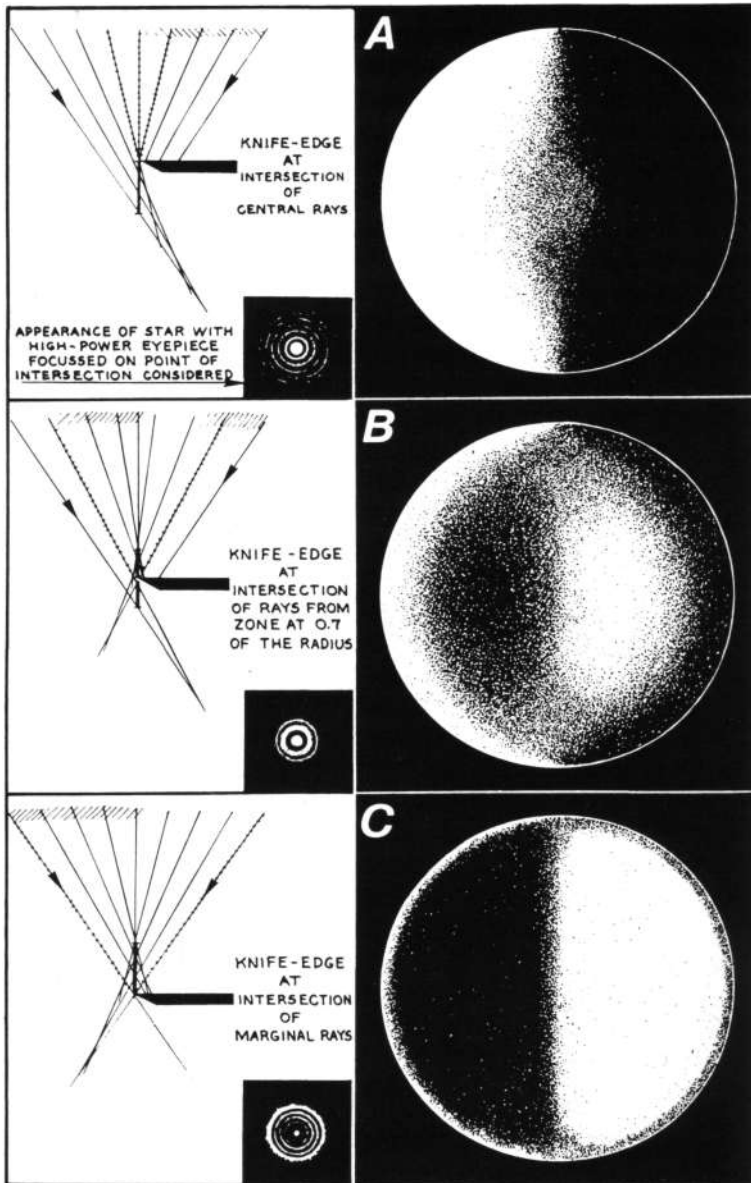 A
KNIFE-EDGE
AT
INTERSECTION
OF
CENTRAL RAYS
APPEARANCE OF STAR WITH
HIGH-POWER EYEPIECE
FOCUSSED ON POINT OF
INTERSECTION CONSIDERED
B
KNIFE-EDGE
AT
INTERSECTION
OF RAYS FROM
ZONE AT 0.7
OF THE RADIUS
C
KNIFE-EDGE
AT
INTERSECTION
OF
MARGINAL RAYS